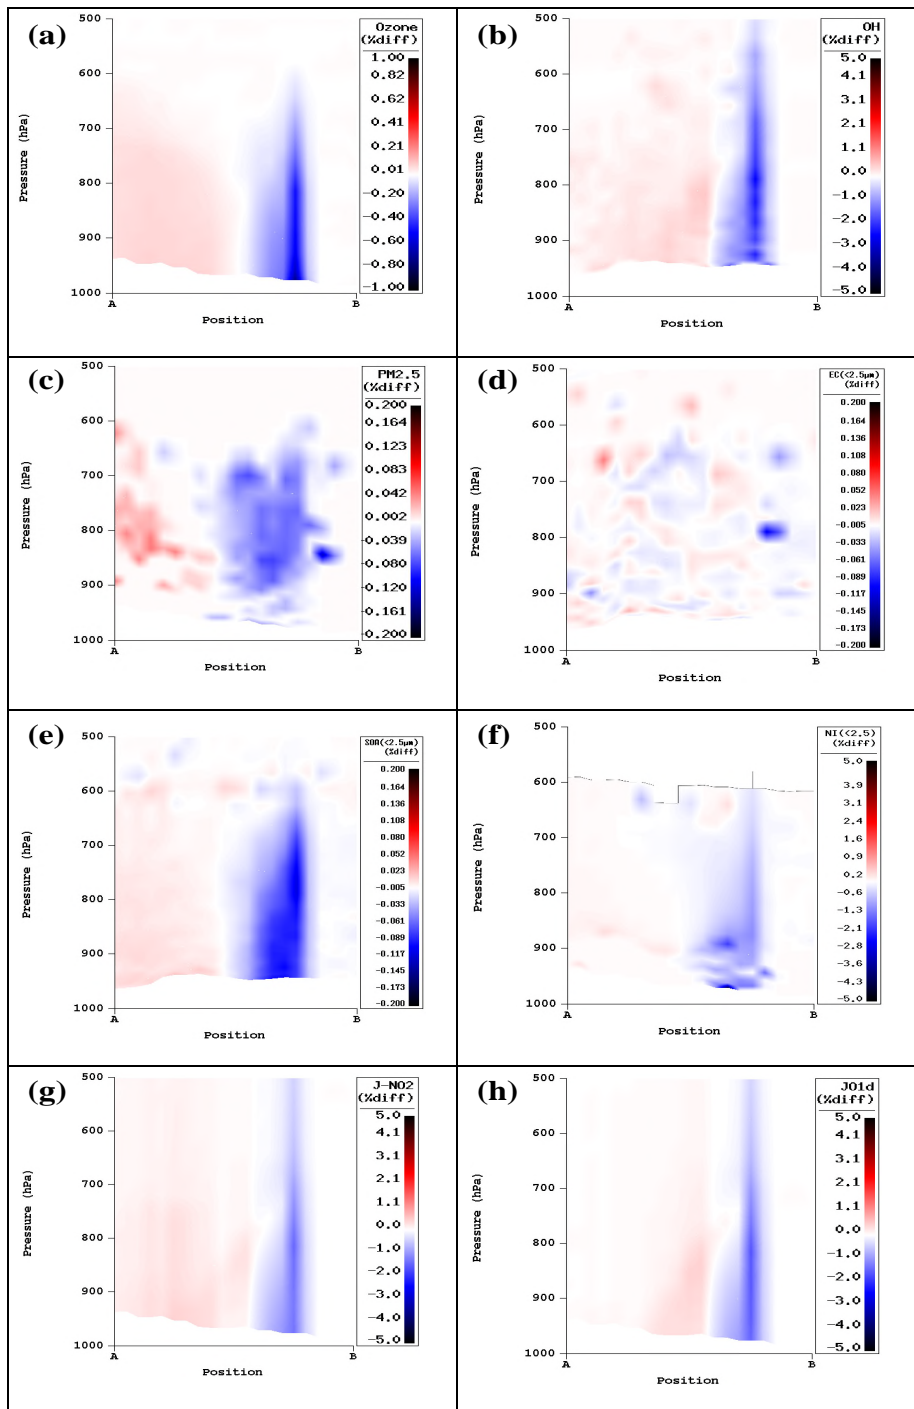 (a)
Ozone
(%diff)
1.00
0.82
0.62
0.41
0.21
0.01
-0.20
-0.40
-0.60
-0.80
-1.00
500
600
700
800
900
1000
Pressure (hPa)
A
B
Position
(b)
OH
(%diff)
5.0
4.1
3.1
2.1
1.1
0.0
-1.0
-2.0
-3.0
-4.0
-5.0
500
600
700
800
900
1000
Pressure (hPa)
A
B
Position
(c)
PM2.5
(%diff)
0.200
0.164
0.123
0.083
0.042
0.002
-0.039
-0.080
-0.120
-0.161
-0.200
500
600
700
800
900
1000
Pressure (hPa)
A
B
Position
(d)
EC(<2.5µm)
(%diff)
0.200
0.164
0.136
0.108
0.080
0.052
0.023
-0.005
-0.033
-0.061
-0.089
-0.117
-0.145
-0.173
-0.200
500
600
700
800
900
1000
Pressure (hPa)
A
B
Position
(e)
SOA(<2.5µm)
(%diff)
0.200
0.164
0.136
0.108
0.080
0.052
0.023
-0.005
-0.033
-0.061
-0.089
-0.117
-0.145
-0.173
-0.200
500
600
700
800
900
1000
Pressure (hPa)
A
B
Position
(f)
NI(<2.5)
(%diff)
5.0
3.9
3.1
2.4
1.6
0.9
0.2
-0.6
-1.3
-2.1
-2.8
-3.6
-4.3
-5.0
500
600
700
800
900
1000
Pressure (hPa)
A
B
Position
(g)
J-NO2
(%diff)
5.0
4.1
3.1
2.1
1.1
0.0
-1.0
-2.0
-3.0
-4.0
-5.0
500
600
700
800
900
1000
Pressure (hPa)
A
B
Position
(h)
JO1d
(%diff)
5.0
4.1
3.1
2.1
1.1
0.0
-1.0
-2.0
-3.0
-4.0
-5.0
500
600
700
800
900
1000
Pressure (hPa)
A
B
Position